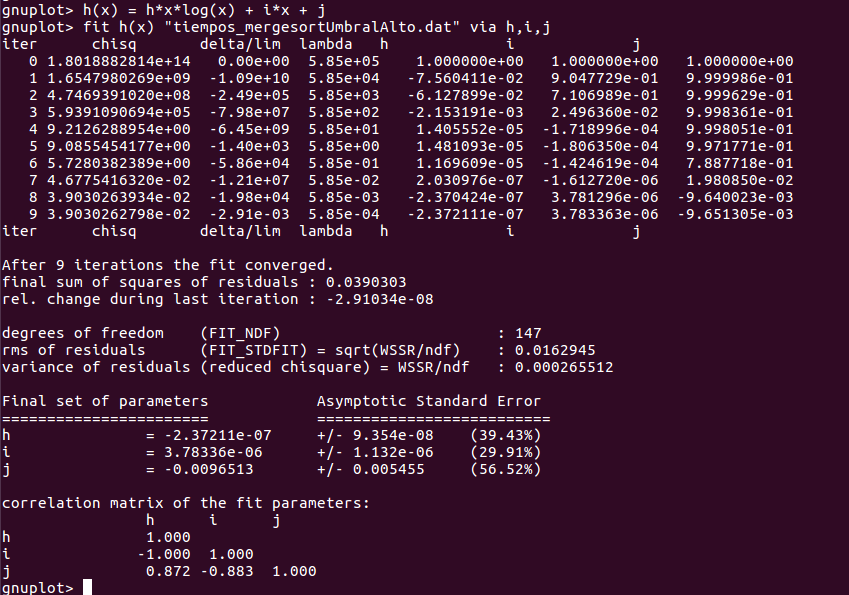 gnuplot> h(x) = h*x*log(x) + i*x + j
gnuplot> fit h(x) "tiempos_mergesortUmbralAlto.dat" via h,i,j
iter chisq delta/lim lambda h i j
0 1.8018882814e+14 0.00e+00 5.85e+05 1.000000e+00 1.000000e+00 1.000000e+00
1 1.6547980269e+09 -1.09e+10 5.85e+04 -7.560411e-02 9.047729e-01 9.999986e-01
2 4.7469391020e+08 -2.49e+05 5.85e+03 -6.127899e-02 7.106989e-01 9.999629e-01
3 5.9391090694e+05 -7.98e+07 5.85e+02 -2.153191e-03 2.496360e-02 9.998361e-01
4 9.2126288954e+00 -6.45e+09 5.85e+01 1.405552e-05 -1.718996e-04 9.998051e-01
5 9.0855454177e+00 -1.40e+03 5.85e+00 1.481093e-05 -1.806350e-04 9.971771e-01
6 5.7280382389e+00 -5.86e+04 5.85e-01 1.169609e-05 -1.424619e-04 7.887718e-01
7 4.6775416320e-02 -1.21e+07 5.85e-02 2.030976e-07 -1.612720e-06 1.980850e-02
8 3.9030263934e-02 -1.98e+04 5.85e-03 -2.370424e-07 3.781296e-06 -9.640023e-03
9 3.9030262798e-02 -2.91e-03 5.85e-04 -2.372111e-07 3.783363e-06 -9.651305e-03
iter chisq delta/lim lambda h i j
After 9 iterations the fit converged.
final sum of squares of residuals : 0.0390303
rel. change during last iteration : -2.91034e-08
degrees of freedom (FIT_NDF) : 147
rms of residuals (FIT_STDFIT) = sqrt(WSSR/ndf) : 0.0162945
variance of residuals (reduced chisquare) = WSSR/ndf : 0.000265512
Final set of parameters Asymptotic Standard Error
======================= ==========================
h = -2.37211e-07 +/- 9.354e-08 (39.43%)
i = 3.78336e-06 +/- 1.132e-06 (29.91%)
j = -0.0096513 +/- 0.005455 (56.52%)
correlation matrix of the fit parameters:
h i j
h 1.000
i -1.000 1.000
j 0.872 -0.883 1.000
gnuplot>